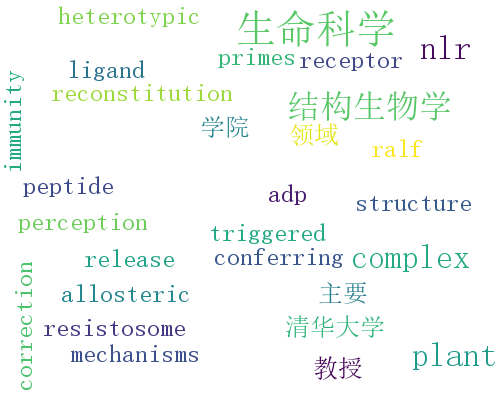 heterotypic
生命科学
primes
receptor
nlr
ligand
reconstitution
结构生物学
immunity
学院
领域
ralf
peptide
adp
structure
perception
triggered
release
conferring
complex
allosteric
主要
correction
resistosome
清华大学
mechanisms
教授
plant